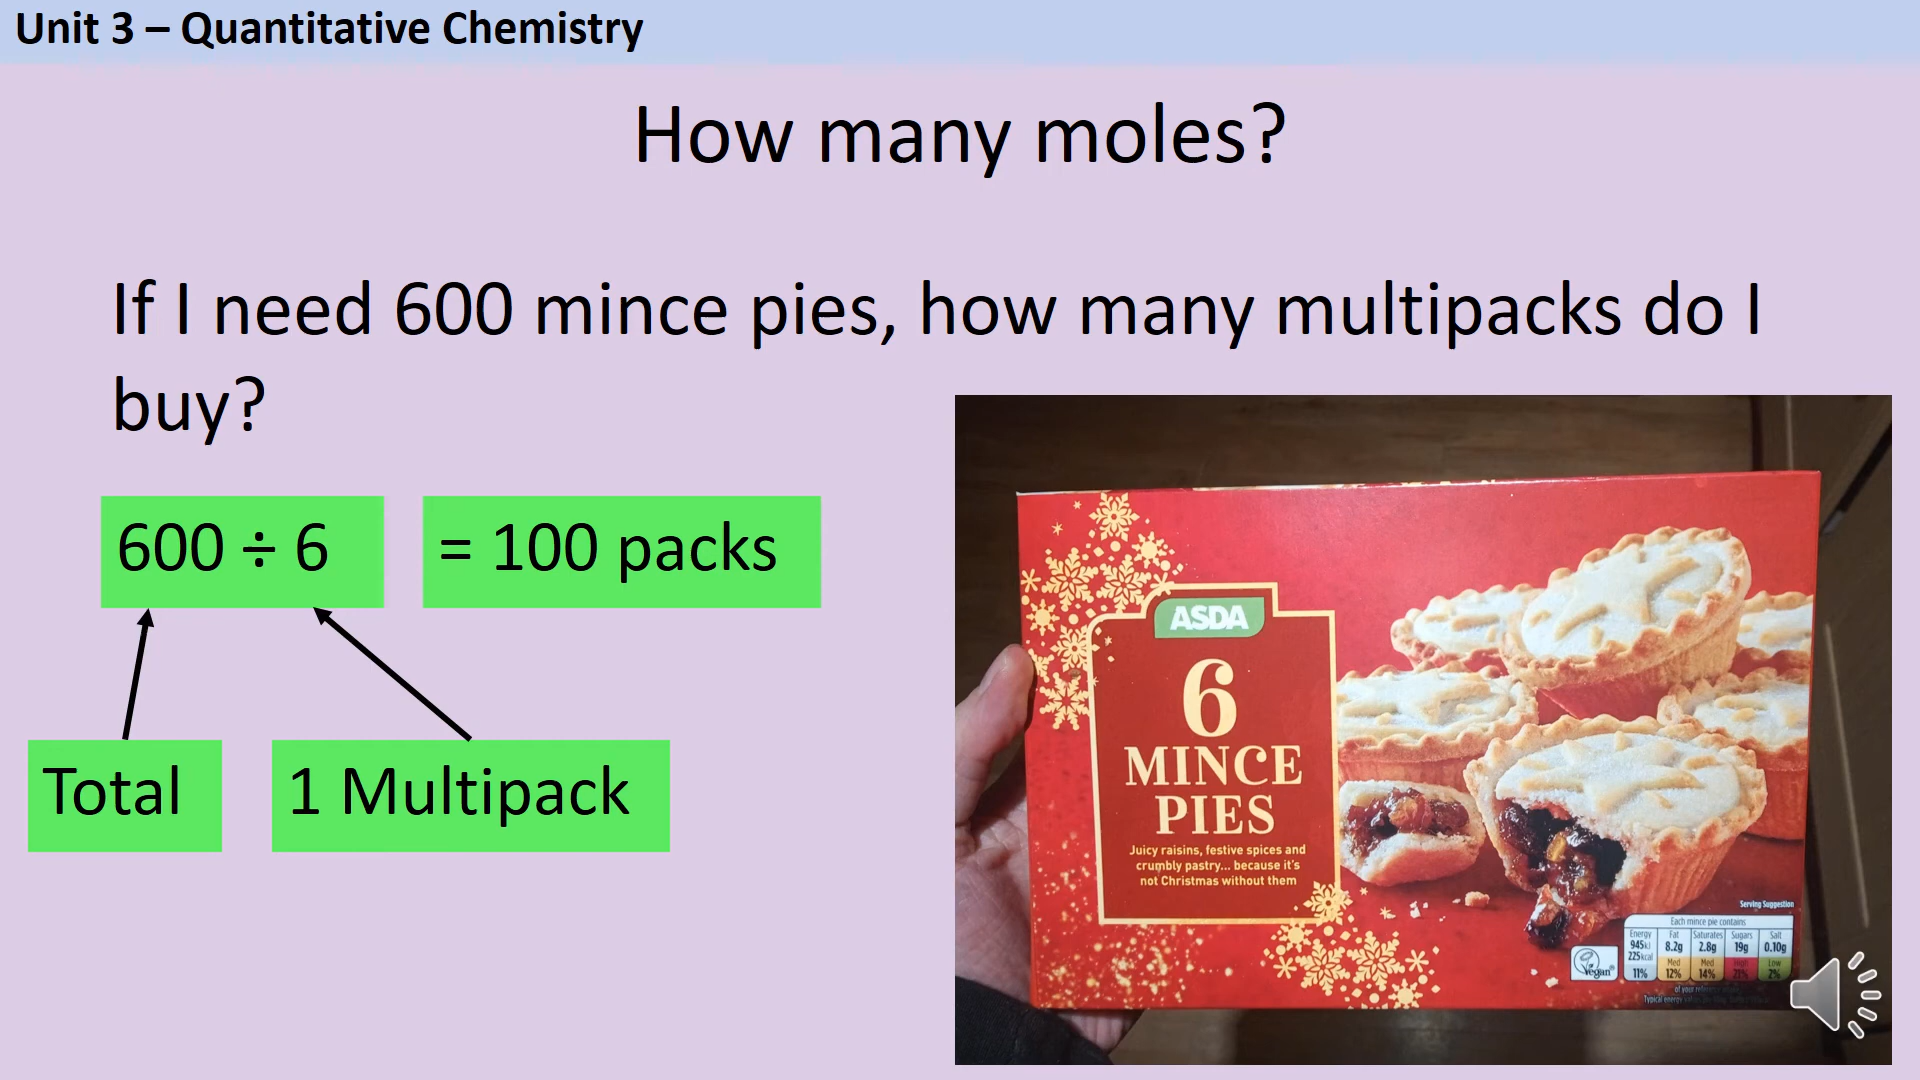 Unit 3 – Quantitative Chemistry
How many moles?
If I need 600 mince pies, how many multipacks do I
buy?
600 ÷ 6
= 100 packs
Total
1 Multipack
ASDA
6
MINCE
PIES
Juicy raisins, festive spices and
crumbly pastry... because it's
not Christmas without them
Serving Suggestion
Each mince pie contains
Energy Fat Saturates Sugars Salt
945kJ 8.2g 2.8g 19g 0.10g
225kcal Med Med High Low
11% 12% 14% 21% 2%
Vegan